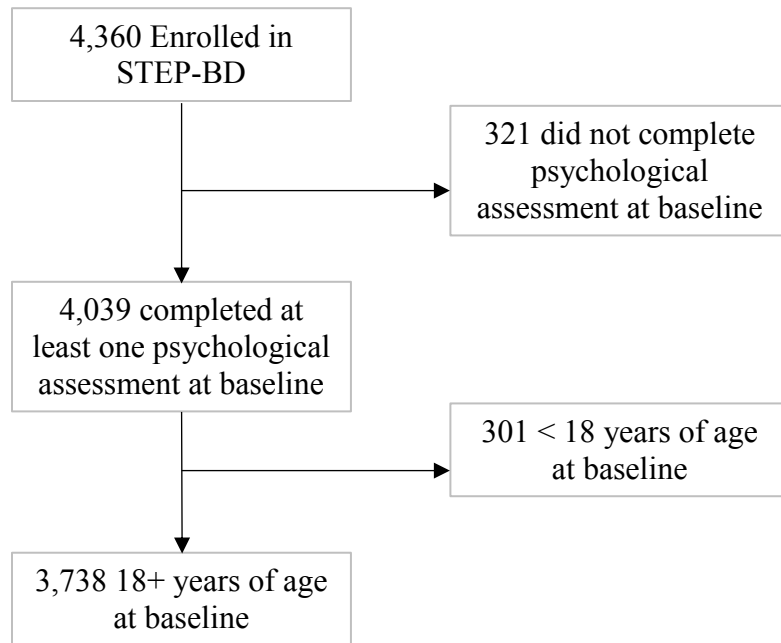 4,360 Enrolled in
STEP-BD
321 did not complete
psychological
assessment at baseline
4,039 completed at
least one psychological
assessment at baseline
301 < 18 years of age
at baseline
3,738 18+ years of age
at baseline